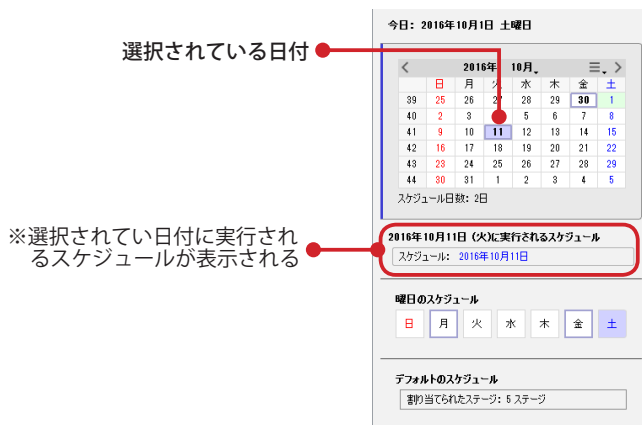 今日: 2016年10月1日 土曜日
選択されている日付
2016年 10月
日 月 火 水 木 金 土
39 25 26 27 28 29 30 1
40 2 3 5 6 7 8
41 9 10 11 12 13 14 15
42 16 17 18 19 20 21 22
43 23 24 25 26 27 28 29
44 30 31 1 2 3 4 5
スケジュール日数: 2日
※選択されてい日付に実行され
るスケジュールが表示される
2016年10月11日 (火)に実行されるスケジュール
スケジュール: 2016年10月11日
曜日のスケジュール
日 月 火 水 木 金 土
デフォルトのスケジュール
割り当てられたステージ: 5 ステージ